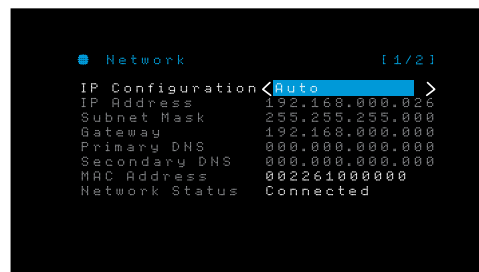 Network [1/2]
IP Configuration < Auto >
IP Address 192.168.000.026
Subnet Mask 255.255.255.000
Gateway 192.168.000.000
Primary DNS 000.000.000.000
Secondary DNS 000.000.000.000
MAC Address 002261000000
Network Status Connected